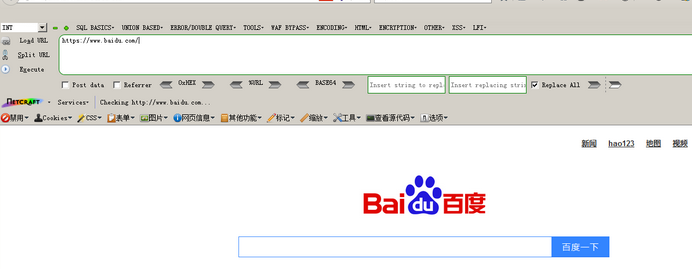 INT SQL BASICS UNION BASED ERROR/DOUBLE QUERY TOOLS WAF BYPASS ENCODING HTML ENCRYPTION OTHER XSS LFI
Load URL https://www.baidu.com/
Split URL
Execute
Post data Referrer 0xHEX %URL BASE64 Insert string to repl Insert replacing stri Replace All
NETCRAFT Services Checking http://www.baidu.com...
禁用 Cookies CSS 表单 图片 网页信息 其他功能 标记 缩放 工具 查看源代码 选项
新闻 hao123 地图 视频
Bai du 百度
百度一下